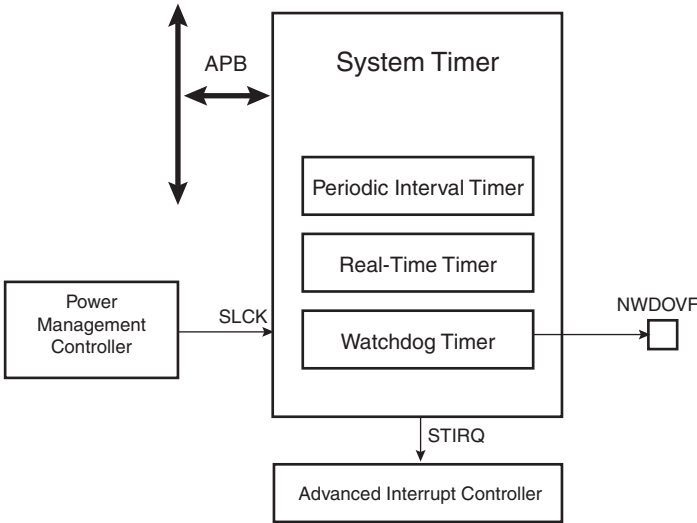 System Timer
APB
Periodic Interval Timer
Real-Time Timer
Watchdog Timer
Power
Management
Controller
SLCK
NWDOVF
STIRQ
Advanced Interrupt Controller